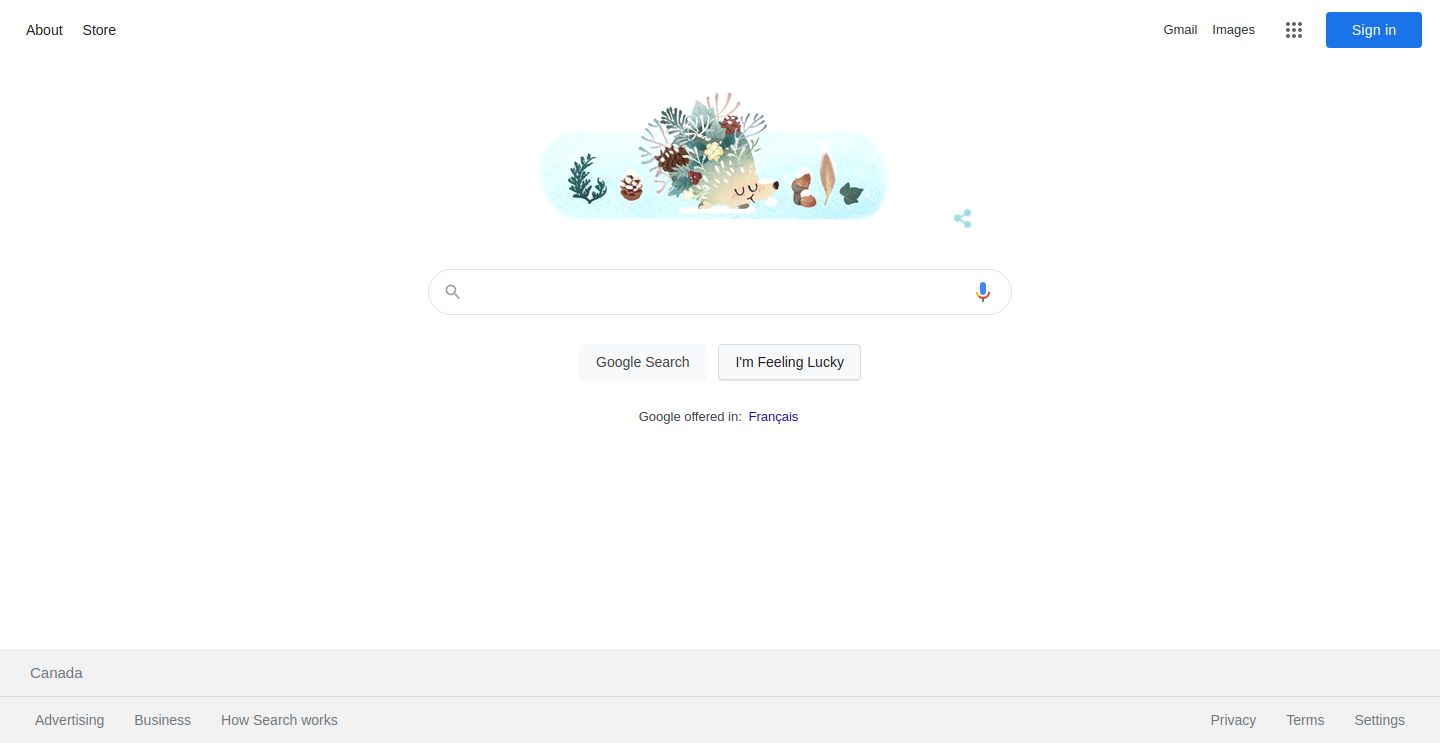 About Store Gmail Images Sign in
Google Search I'm Feeling Lucky
Google offered in: Français
Canada
Advertising Business How Search works Privacy Terms Settings